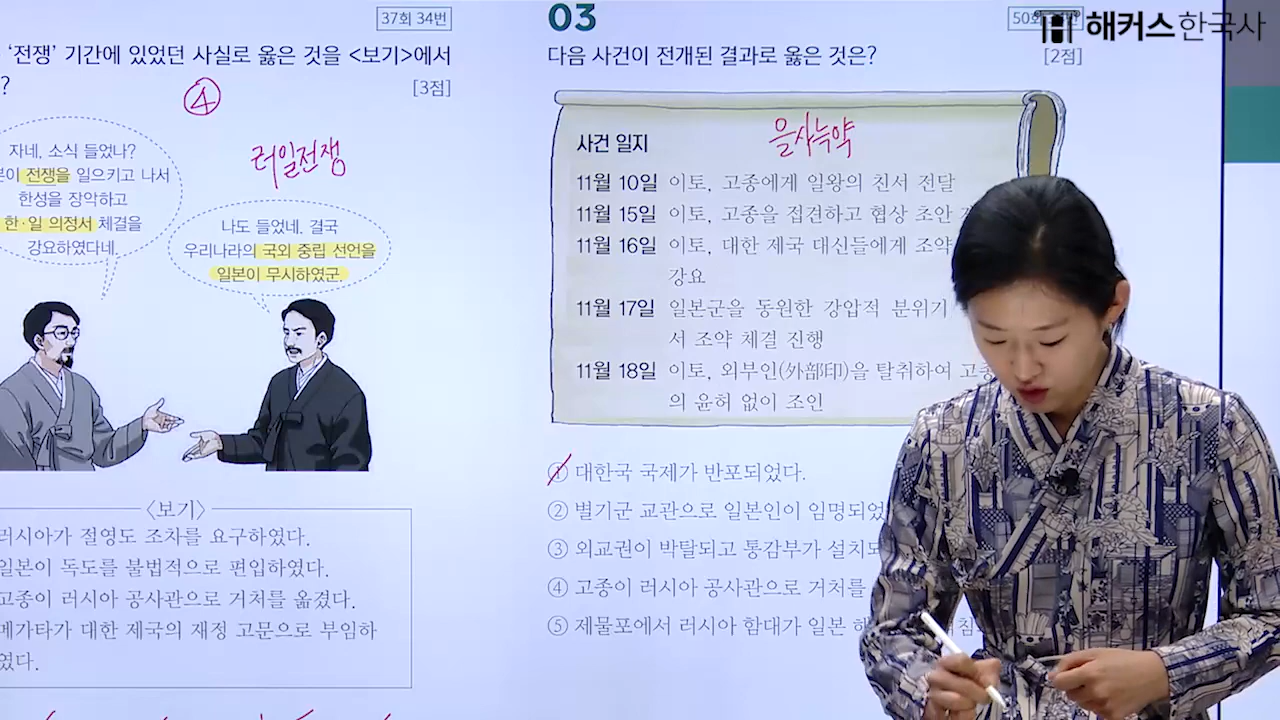 37회 34번
'전쟁' 기간에 있었던 사실로 옳은 것을 <보기>에서
?
[3점]
④
러일전쟁
자네, 소식 들었나?
본이 전쟁을 일으키고 나서
한성을 장악하고
한·일 의정서 체결을
강요하였다네.
나도 들었네. 결국
우리나라의 국외 중립 선언을
일본이 무시하였군.
<보기>
러시아가 절영도 조차를 요구하였다.
일본이 독도를 불법적으로 편입하였다.
고종이 러시아 공사관으로 거처를 옮겼다.
메가타가 대한 제국의 재정 고문으로 부임하
였다.
03
50회
해커스한국사
다음 사건이 전개된 결과로 옳은 것은?
[2점]
을사늑약
사건 일지
11월 10일 이토, 고종에게 일왕의 친서 전달
11월 15일 이토, 고종을 접견하고 협상 초안
11월 16일 이토, 대한 제국 대신들에게 조약
강요
11월 17일 일본군을 동원한 강압적 분위기
서 조약 체결 진행
11월 18일 이토, 외부인(外部印)을 탈취하여 고종
의 윤허 없이 조인
① 대한국 국제가 반포되었다.
② 별기군 교관으로 일본인이 임명되었
③ 외교권이 박탈되고 통감부가 설치되
④ 고종이 러시아 공사관으로 거처를
⑤ 제물포에서 러시아 함대가 일본